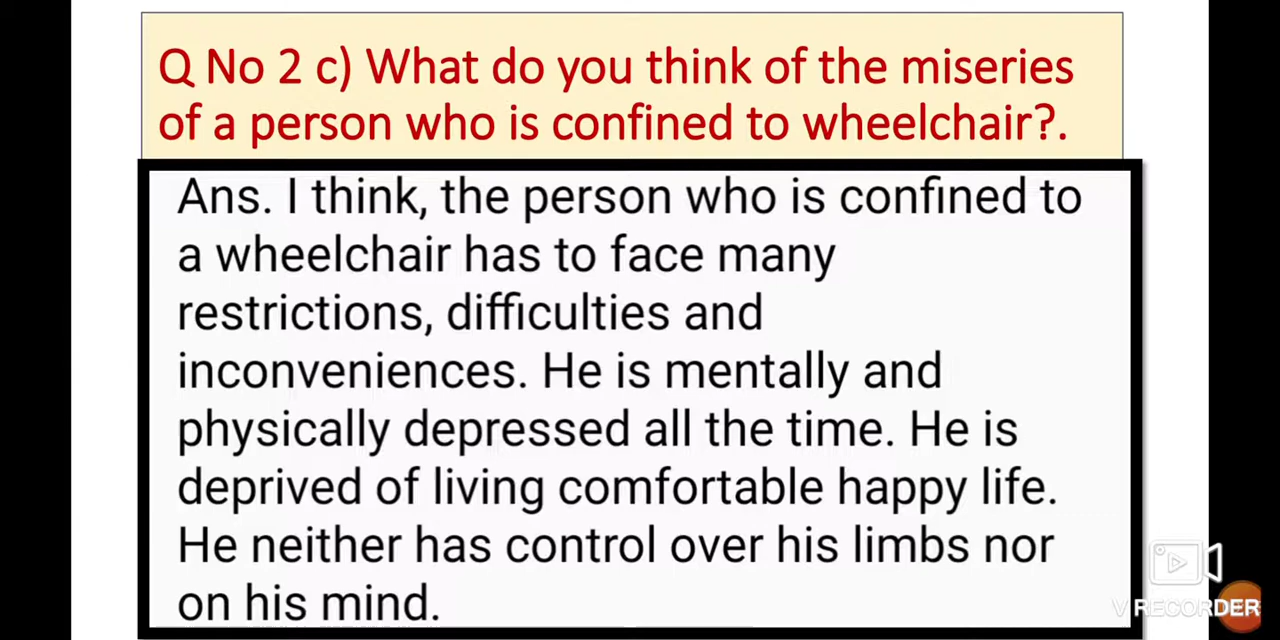 Q No 2 c) What do you think of the miseries
of a person who is confined to wheelchair?.
Ans. I think, the person who is confined to
a wheelchair has to face many
restrictions, difficulties and
inconveniences. He is mentally and
physically depressed all the time. He is
deprived of living comfortable happy life.
He neither has control over his limbs nor
on his mind.
V RECORDER